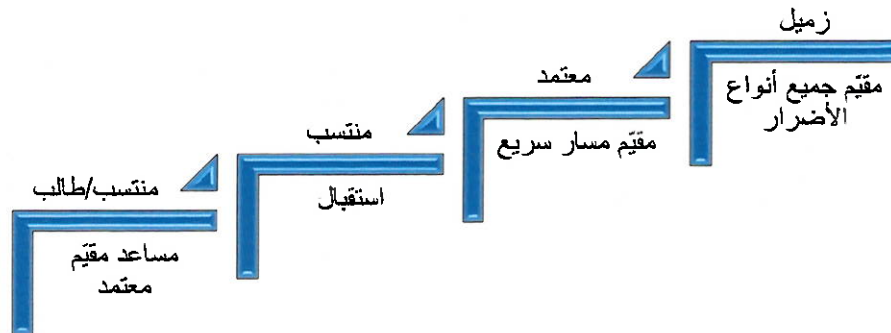 زميل
مقيّم جميع أنواع
الأضرار
معتمد
مقيّم مسار سريع
منتسب
استقبال
منتسب/طالب
مساعد مقيّم
معتمد